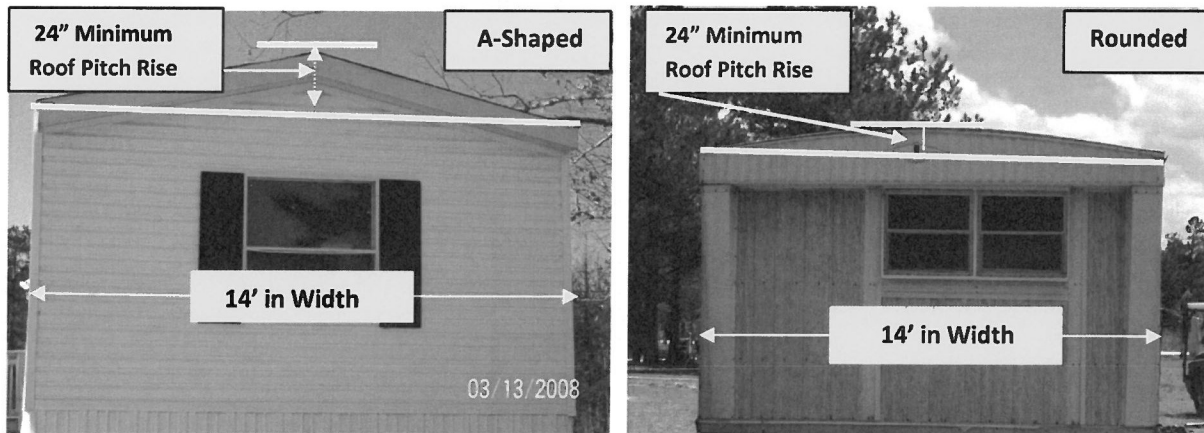 24" Minimum
Roof Pitch Rise
A-Shaped
14' in Width
03/13/2008
24" Minimum
Roof Pitch Rise
Rounded
14' in Width